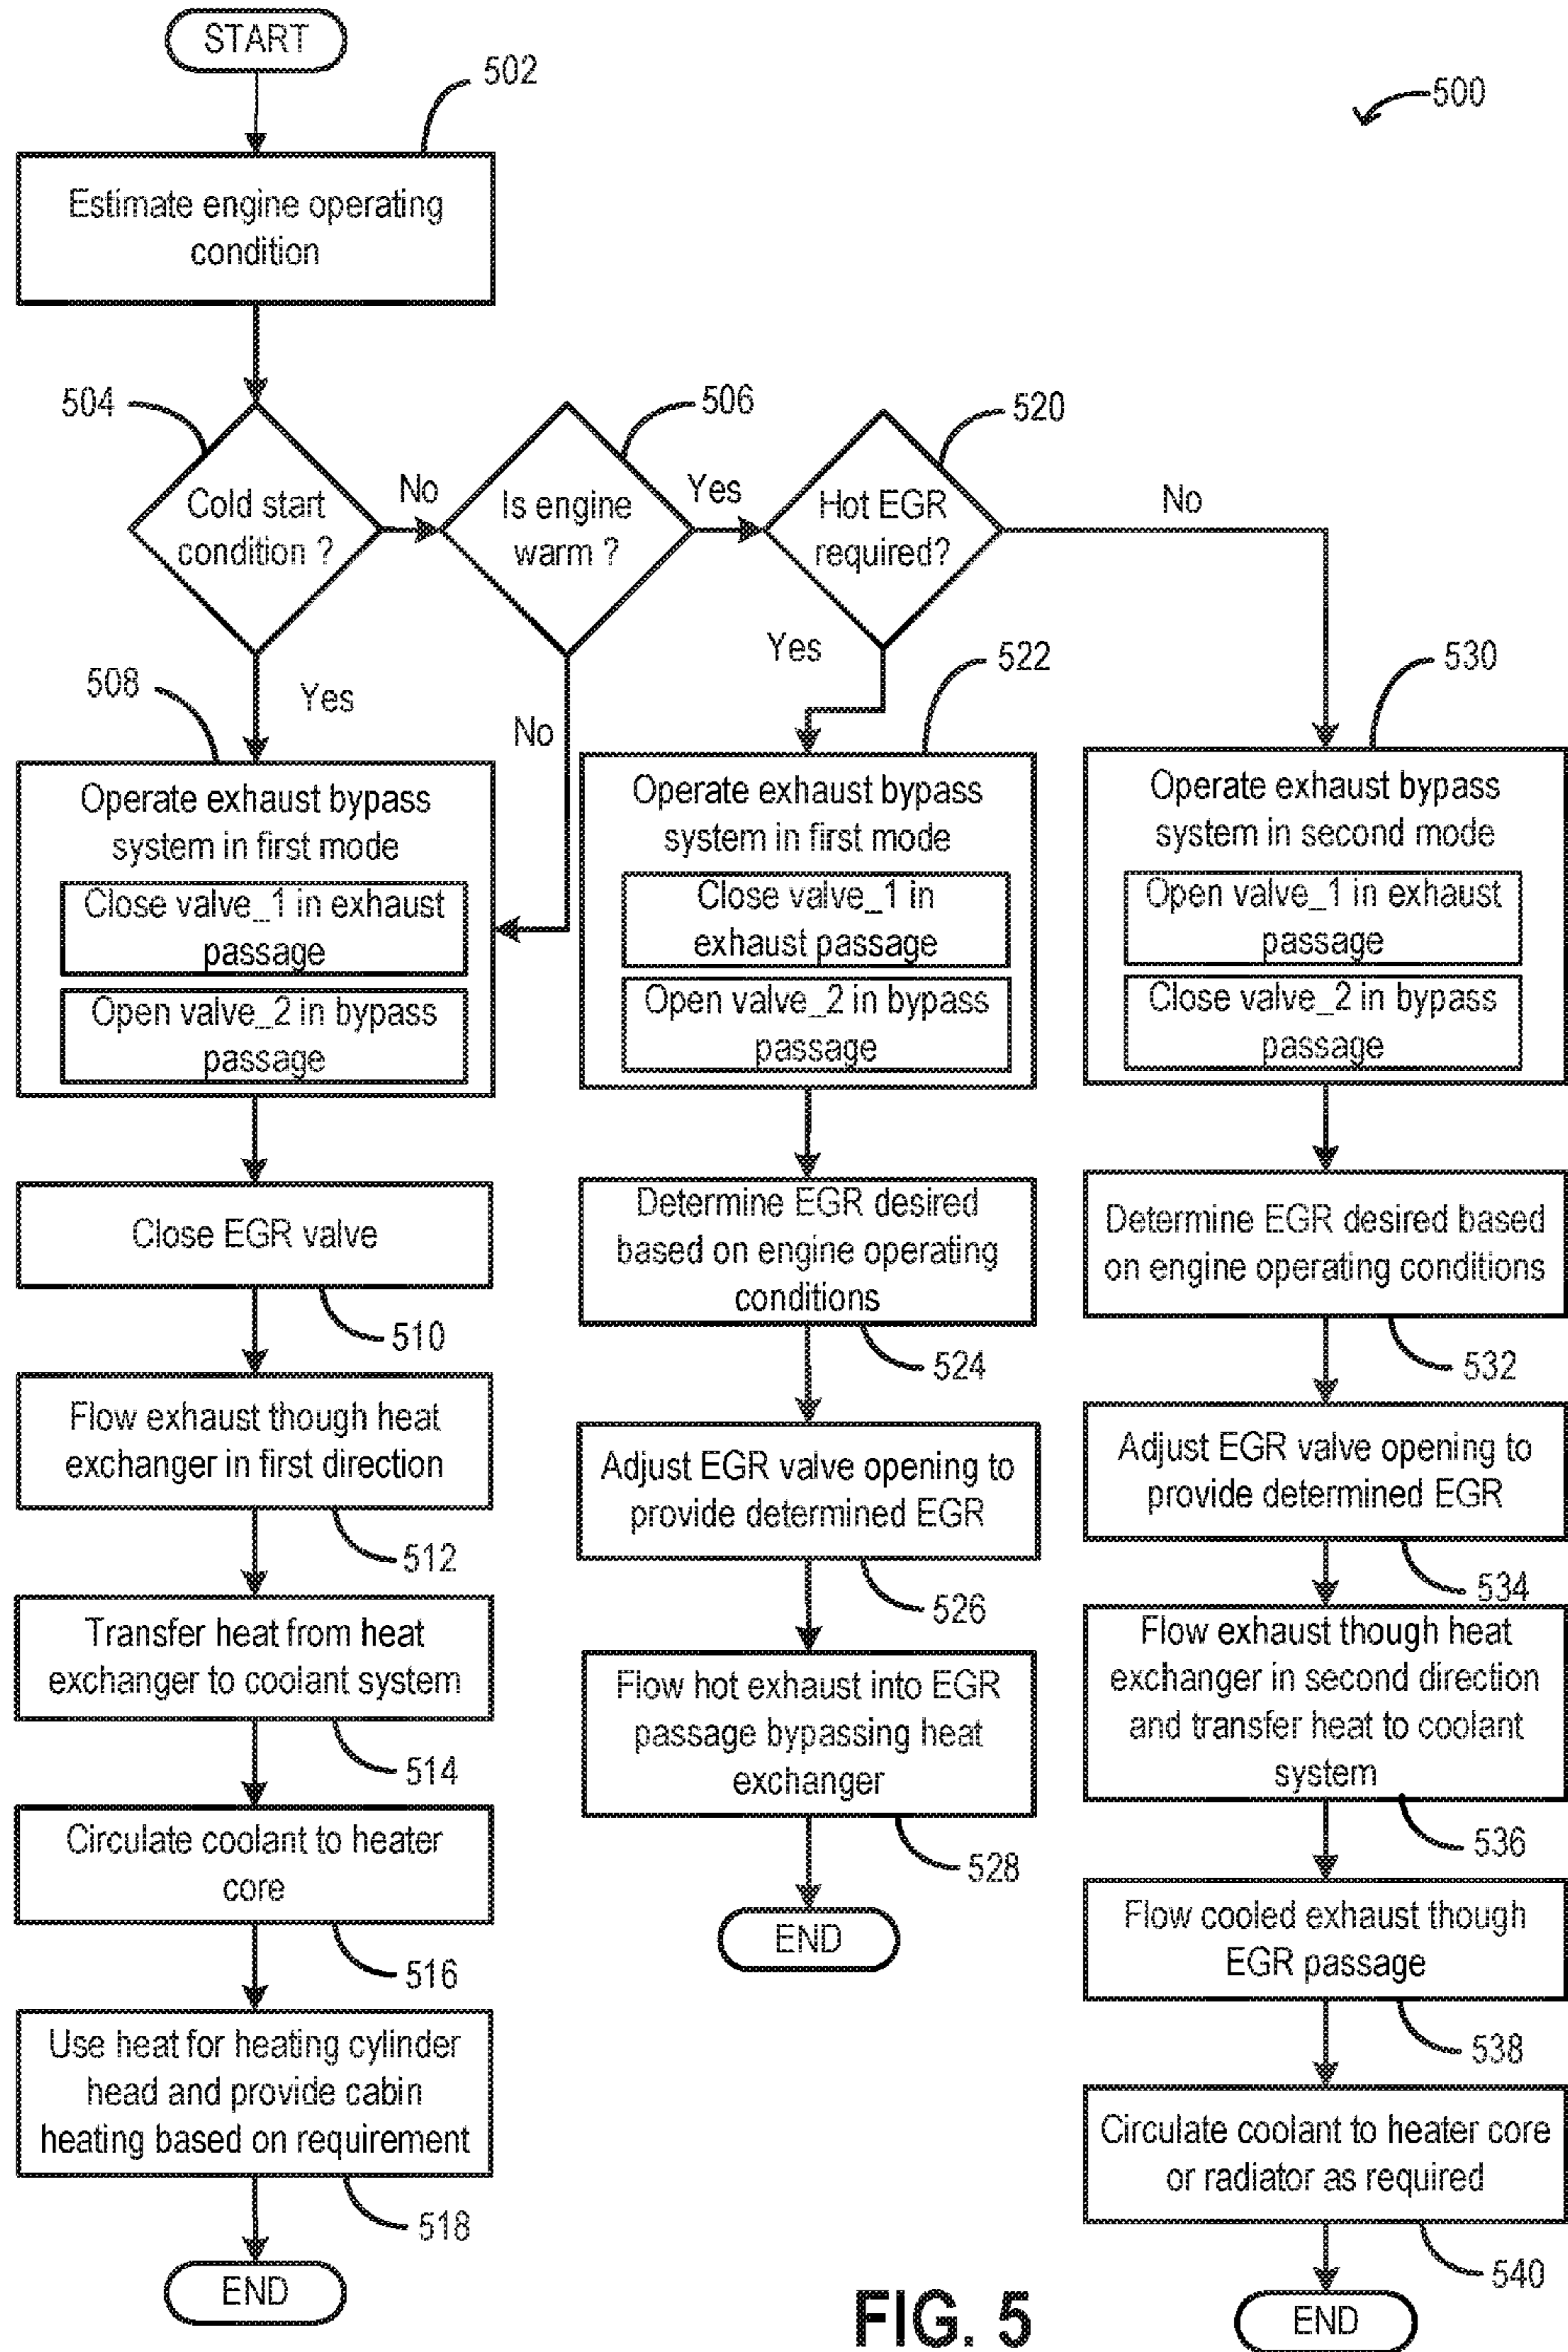 START
502
500
Estimate engine operating
condition
504
506
520
Cold start
condition ?
No
Is engine
warm ?
Yes
Hot EGR
required?
No
Yes
No
Yes
508
522
530
Operate exhaust bypass
system in first mode
Close valve_1 in exhaust
passage
Open valve_2 in bypass
passage
Close EGR valve
510
Flow exhaust though heat
exchanger in first direction
512
Transfer heat from heat
exchanger to coolant system
514
Circulate coolant to heater
core
516
Use heat for heating cylinder
head and provide cabin
heating based on requirement
518
END
Operate exhaust bypass
system in first mode
Close valve_1 in
exhaust passage
Open valve_2 in bypass
passage
Determine EGR desired
based on engine operating
conditions
524
Adjust EGR valve opening to
provide determined EGR
526
Flow hot exhaust into EGR
passage bypassing heat
exchanger
528
END
Operate exhaust bypass
system in second mode
Open valve_1 in exhaust
passage
Close valve_2 in bypass
passage
Determine EGR desired based
on engine operating conditions
532
Adjust EGR valve opening to
provide determined EGR
534
Flow exhaust though heat
exchanger in second direction
and transfer heat to coolant
system
536
Flow cooled exhaust though
EGR passage
538
Circulate coolant to heater core
or radiator as required
540
END
FIG. 5